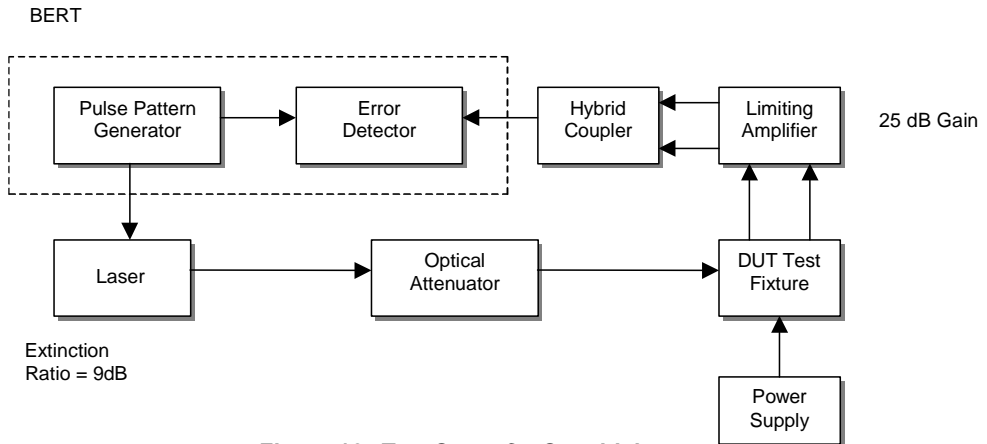 BERT
Pulse Pattern
Generator
Error
Detector
Hybrid
Coupler
Limiting
Amplifier
25 dB Gain
Laser
Optical
Attenuator
DUT Test
Fixture
Extinction
Ratio = 9dB
Power
Supply